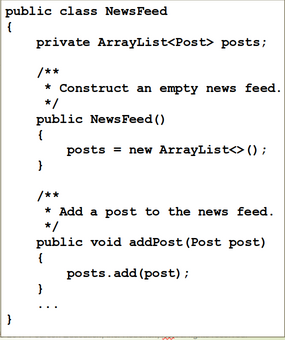 public class NewsFeed
{
private ArrayList<Post> posts;
/**
* Construct an empty news feed.
*/
public NewsFeed()
{
posts = new ArrayList<>();
}
/**
* Add a post to the news feed.
*/
public void addPost(Post post)
{
posts.add(post);
}
...
}